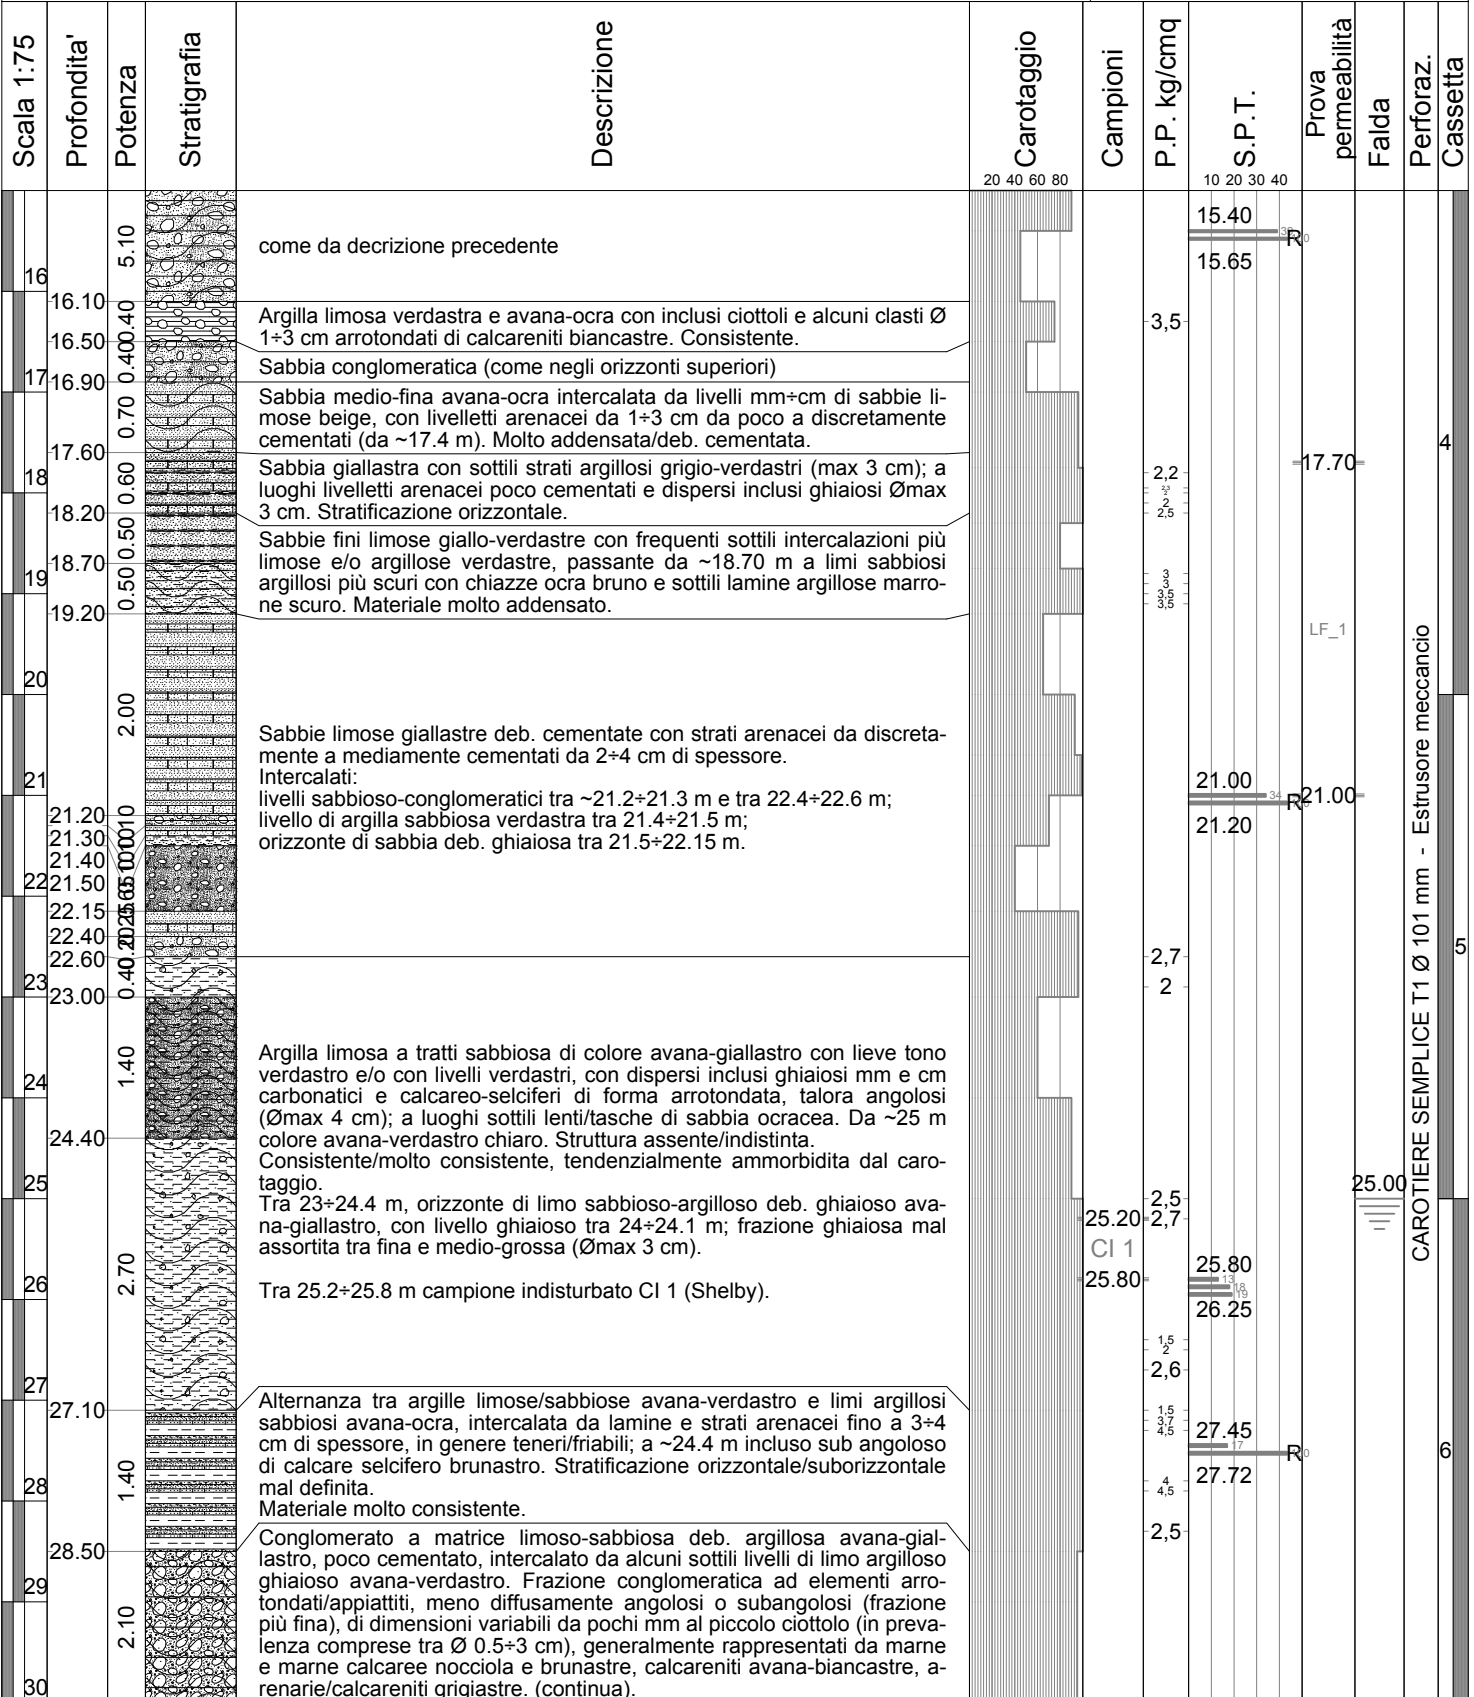 Scala 1:75
Profondita'
Potenza
Stratigrafia
Descrizione
Carotaggio
20 40 60 80
Campioni
P.P. kg/cmq
S.P.T.
10 20 30 40
Prova
permeabilità
Falda
Perforaz.
Cassetta
16
17
18
19
20
21
22
23
24
25
26
27
28
29
30
16.10
16.50
16.90
17.60
18.20
18.70
19.20
21.20
21.30
21.40
21.50
22.15
22.40
22.60
23.00
24.40
27.10
28.50
5.10
0.40
0.40
0.70
0.60
0.50
0.50
2.00
0.40
1.40
2.70
1.40
2.10
come da decrizione precedente
Argilla limosa verdastra e avana-ocra con inclusi ciottoli e alcuni clasti Ø
1÷3 cm arrotondati di calcareniti biancastre. Consistente.
Sabbia conglomeratica (come negli orizzonti superiori)
Sabbia medio-fina avana-ocra intercalata da livelli mm÷cm di sabbie li-
mose beige, con livelletti arenacei da 1÷3 cm da poco a discretamente
cementati (da ~17.4 m). Molto addensata/deb. cementata.
Sabbia giallastra con sottili strati argillosi grigio-verdastri (max 3 cm); a
luoghi livelletti arenacei poco cementati e dispersi inclusi ghiaiosi Ømax
3 cm. Stratificazione orizzontale.
Sabbie fini limose giallo-verdastre con frequenti sottili intercalazioni più
limose e/o argillose verdastre, passante da ~18.70 m a limi sabbiosi
argillosi più scuri con chiazze ocra bruno e sottili lamine argillose marro-
ne scuro. Materiale molto addensato.
Sabbie limose giallastre deb. cementate con strati arenacei da discreta-
mente a mediamente cementati da 2÷4 cm di spessore.
Intercalati:
livelli sabbioso-conglomeratici tra ~21.2÷21.3 m e tra 22.4÷22.6 m;
livello di argilla sabbiosa verdastra tra 21.4÷21.5 m;
orizzonte di sabbia deb. ghiaiosa tra 21.5÷22.15 m.
Argilla limosa a tratti sabbiosa di colore avana-giallastro con lieve tono
verdastro e/o con livelli verdastri, con dispersi inclusi ghiaiosi mm e cm
carbonatici e calcareo-selciferi di forma arrotondata, talora angolosi
(Ømax 4 cm); a luoghi sottili lenti/tasche di sabbia ocracea. Da ~25 m
colore avana-verdastro chiaro. Struttura assente/indistinta.
Consistente/molto consistente, tendenzialmente ammorbidita dal caro-
taggio.
Tra 23÷24.4 m, orizzonte di limo sabbioso-argilloso deb. ghiaioso ava-
na-giallastro, con livello ghiaioso tra 24÷24.1 m; frazione ghiaiosa mal
assortita tra fina e medio-grossa (Ømax 3 cm).
Tra 25.2÷25.8 m campione indisturbato CI 1 (Shelby).
Alternanza tra argille limose/sabbiose avana-verdastro e limi argillosi
sabbiosi avana-ocra, intercalata da lamine e strati arenacei fino a 3÷4
cm di spessore, in genere teneri/friabili; a ~24.4 m incluso sub angoloso
di calcare selcifero brunastro. Stratificazione orizzontale/suborizzontale
mal definita.
Materiale molto consistente.
Conglomerato a matrice limoso-sabbiosa deb. argillosa avana-gial-
lastro, poco cementato, intercalato da alcuni sottili livelli di limo argilloso
ghiaioso avana-verdastro. Frazione conglomeratica ad elementi arro-
tondati/appiattiti, meno diffusamente angolosi o subangolosi (frazione
più fina), di dimensioni variabili da pochi mm al piccolo ciottolo (in preva-
lenza comprese tra Ø 0.5÷3 cm), generalmente rappresentati da marne
e marne calcaree nocciola e brunastre, calcareniti avana-biancastre, a-
renarie/calcareniti grigiastre. (continua).
25.20
CI 1
25.80
3,5
2,2
2
2,5
3
3
3,5
3,5
2,7
2
2,5
2,7
1,5
2
2,6
1,5
3,7
4,5
4
4,5
2,5
15.40
R
15.65
21.00
34
R
21.20
25.80
13
18
19
26.25
27.45
17
R
27.72
17.70
LF_1
21.00
25.00
CAROTIERE SEMPLICE T1 Ø 101 mm - Estrusore meccancio
4
5
6